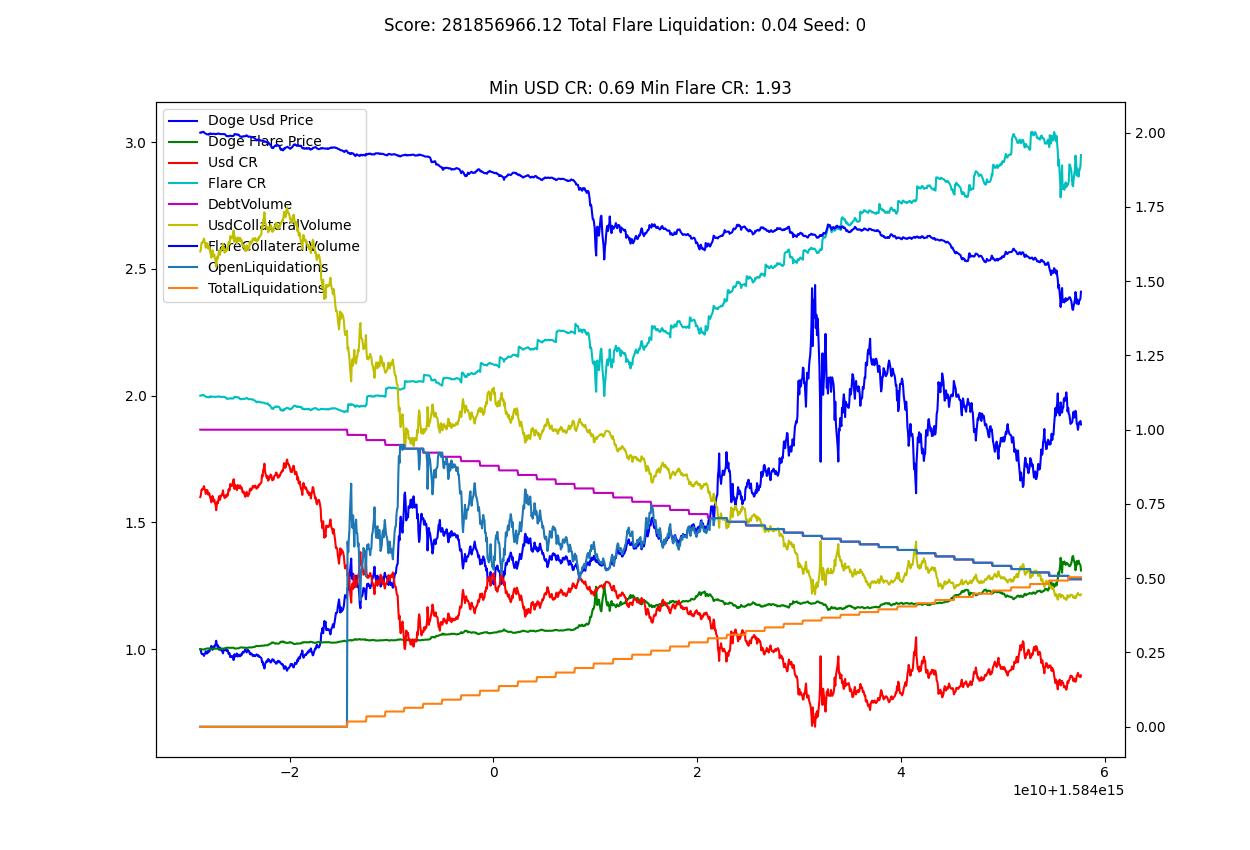 Score: 281856966.12 Total Flare Liquidation: 0.04 Seed: 0
Min USD CR: 0.69 Min Flare CR: 1.93
Doge Usd Price
Doge Flare Price
Usd CR
Flare CR
DebtVolume
UsdCollateralVolume
FlareCollateralVolume
OpenLiquidations
TotalLiquidations
3.0
2.5
2.0
1.5
1.0
2.00
1.75
1.50
1.25
1.00
0.75
0.50
0.25
0.00
−2
0
2
4
6
1e10+1.584e15